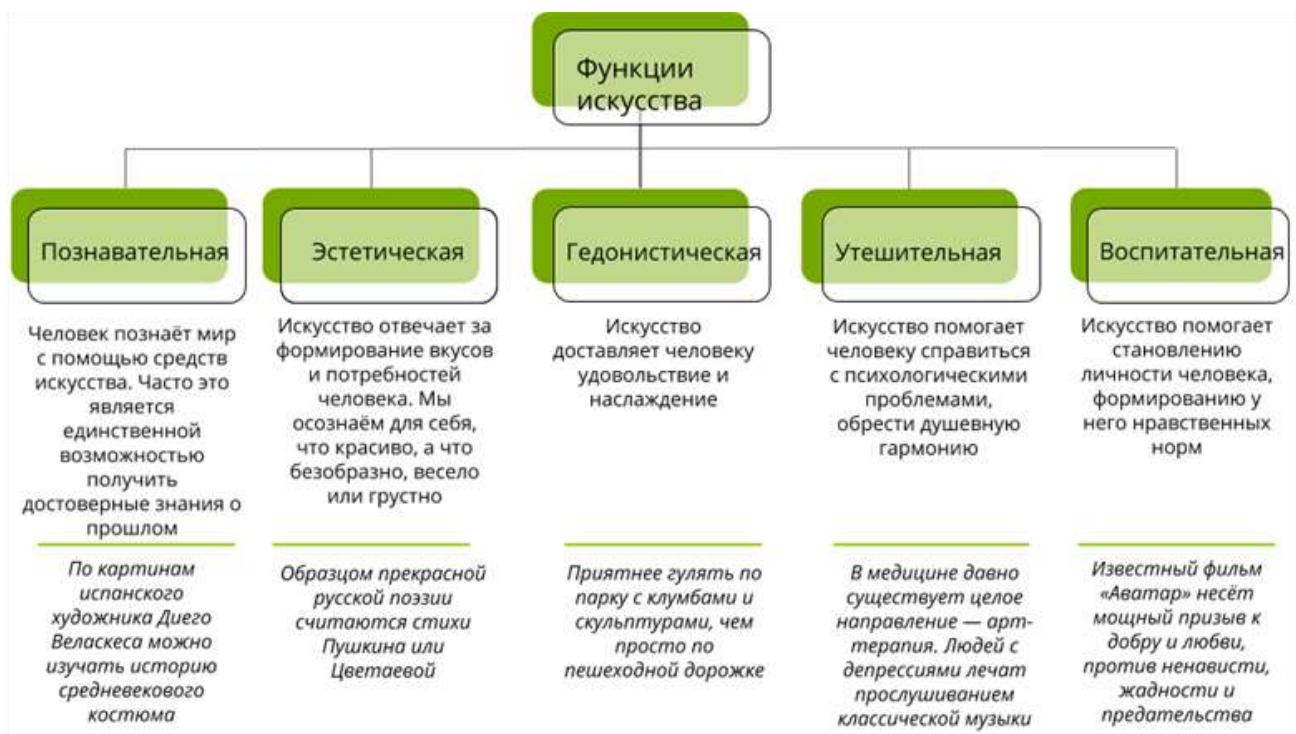 Функции
искусства
Познавательная
Человек познаёт мир
с помощью средств
искусства. Часто это
является
единственной
возможностью
получить
достоверные знания о
прошлом
По картинам
испанского
художника Диего
Веласкеса можно
изучать историю
средневекового
костюма
Эстетическая
Искусство отвечает за
формирование вкусов
и потребностей
человека. Мы
осознаём для себя,
что красиво, а что
безобразно, весело
или грустно
Образцом прекрасной
русской поэзии
считаются стихи
Пушкина или
Цветаевой
Гедонистическая
Искусство
доставляет человеку
удовольствие и
наслаждение
Приятнее гулять по
парку с клумбами и
скульптурами, чем
просто по
пешеходной дорожке
Утешительная
Искусство помогает
человеку справиться
с психологическими
проблемами,
обрести душевную
гармонию
В медицине давно
существует целое
направление — арт-
терапия. Людей с
депрессиями лечат
прослушиванием
классической музыки
Воспитательная
Искусство помогает
становлению
личности человека,
формированию у
него нравственных
норм
Известный фильм
«Аватар» несёт
мощный призыв к
добру и любви,
против ненависти,
жадности и
предательства